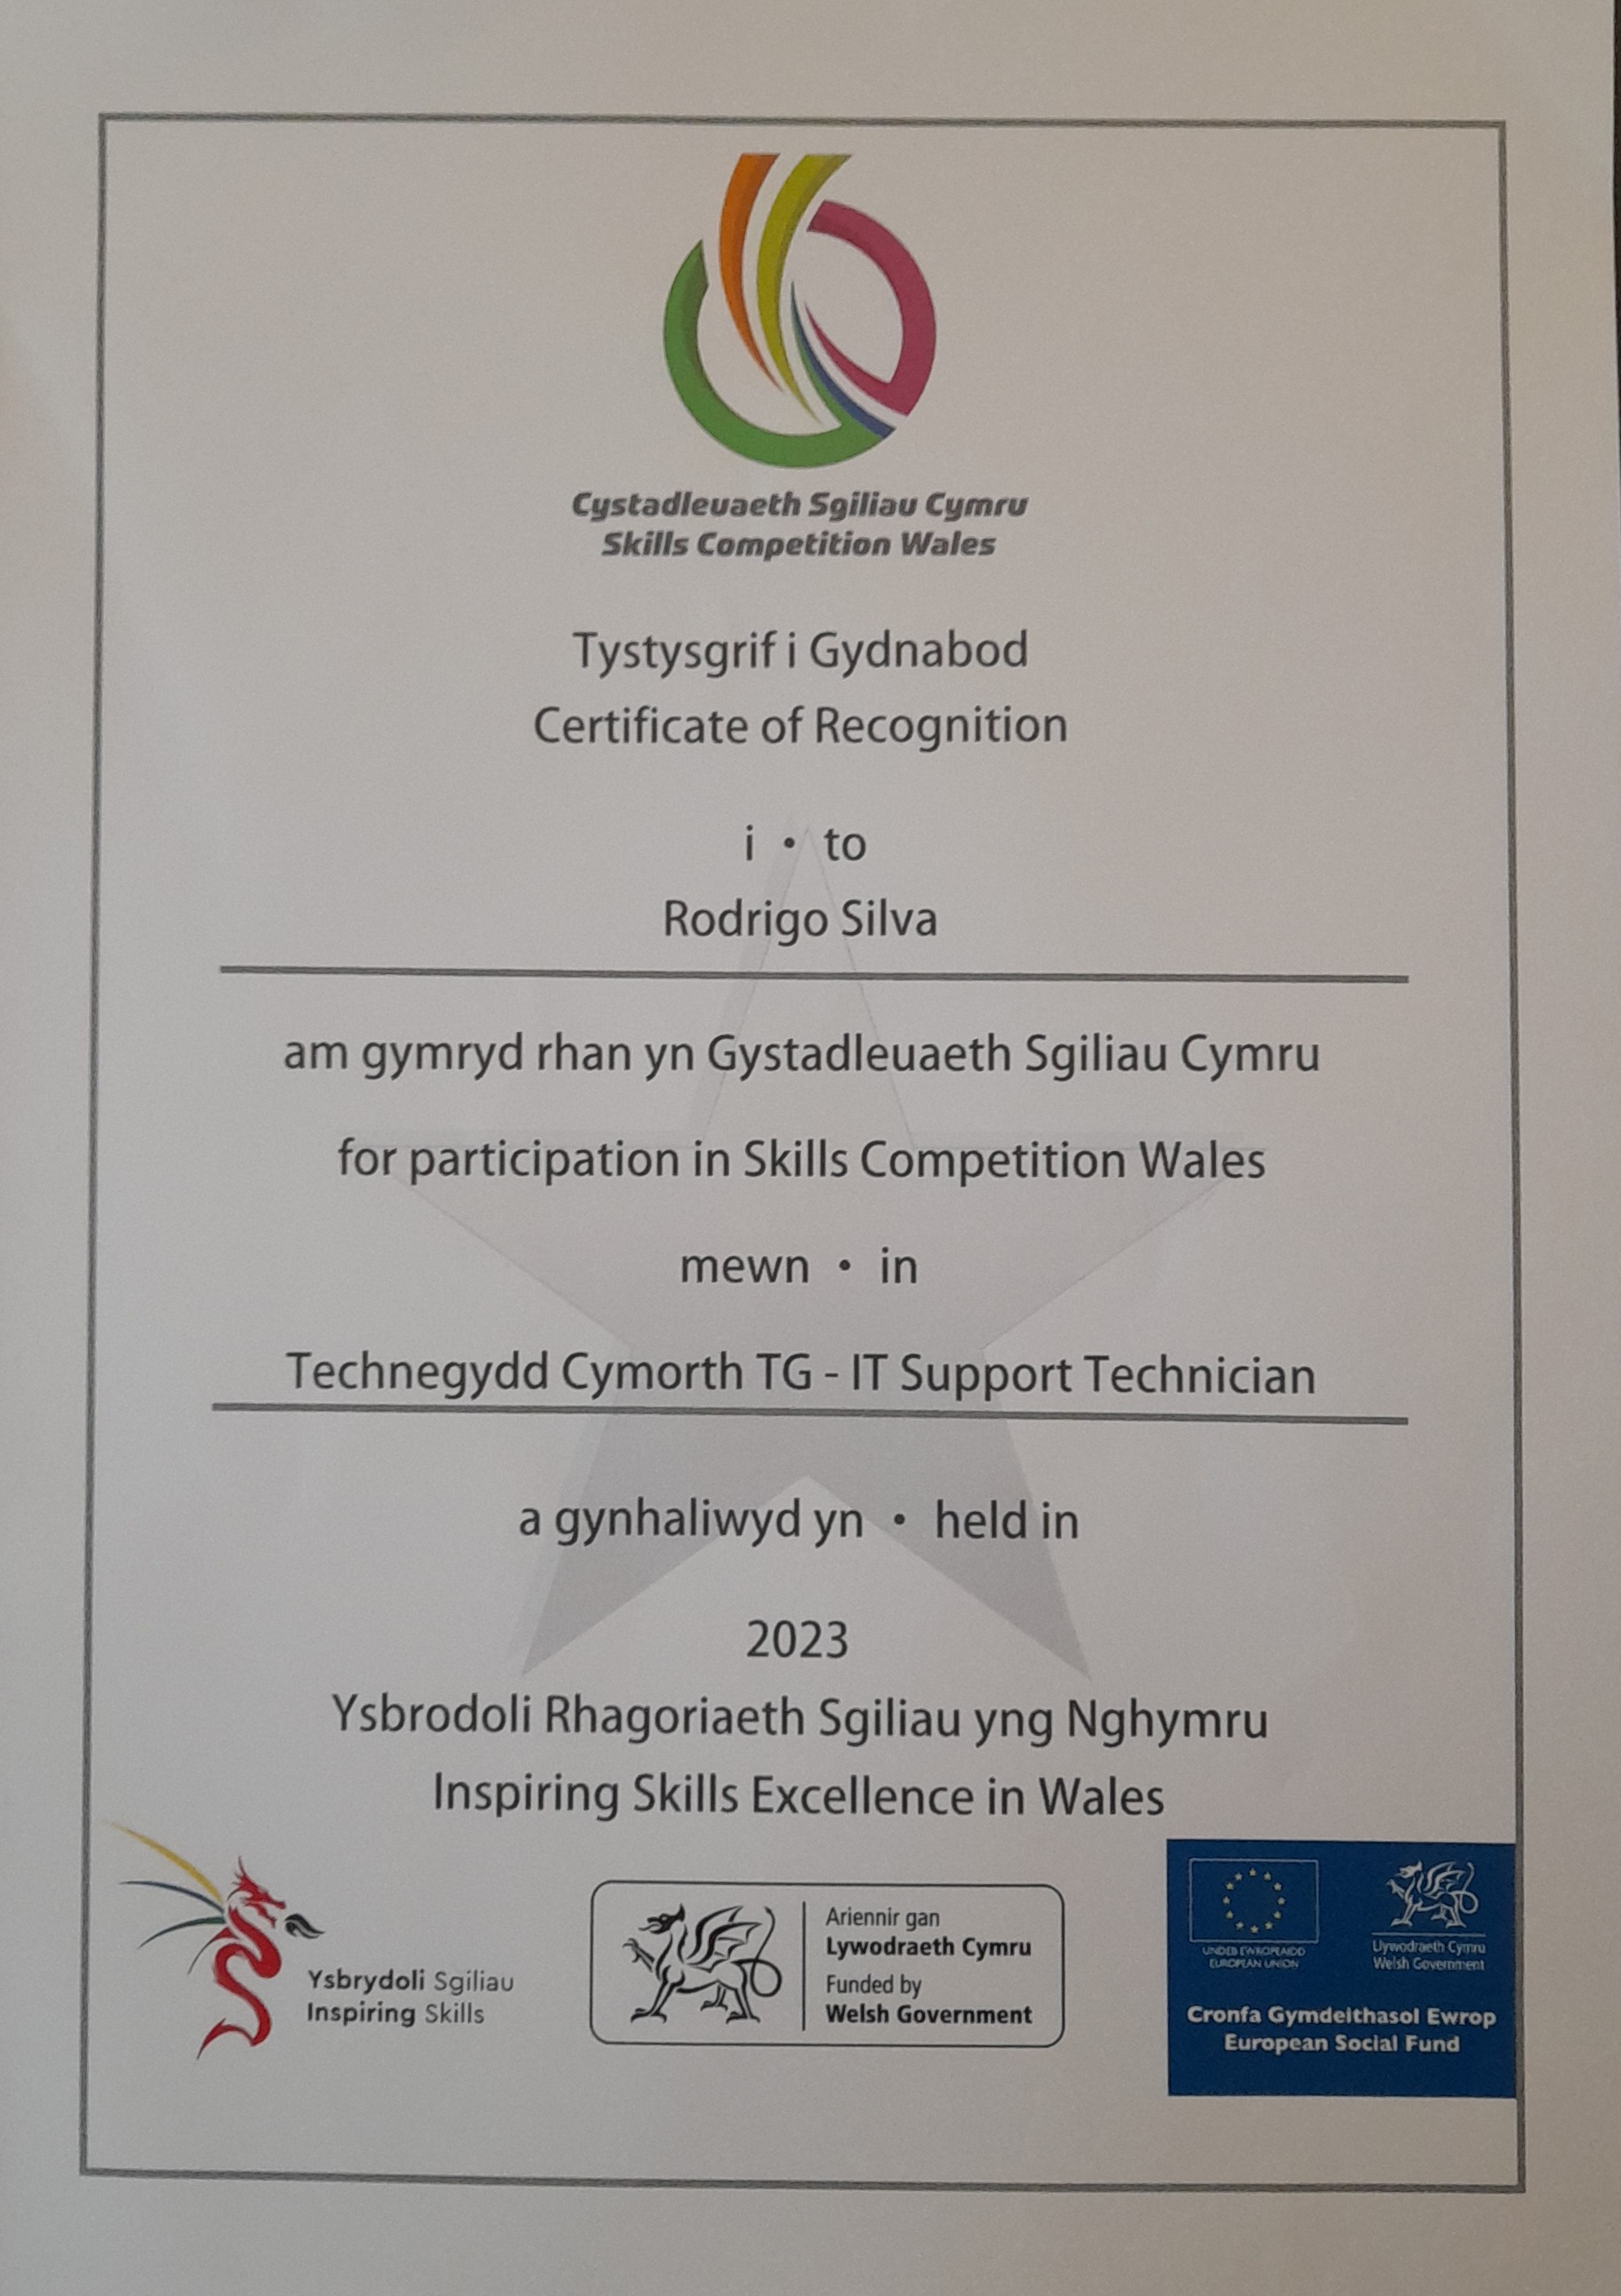 Cystadleuaeth Sgiliau Cymru
Skills Competition Wales
Tystysgrif i Gydnabod
Certificate of Recognition
i • to
Rodrigo Silva
am gymryd rhan yn Gystadleuaeth Sgiliau Cymru
for participation in Skills Competition Wales
mewn • in
Technegydd Cymorth TG - IT Support Technician
a gynhaliwyd yn • held in
2023
Ysbrodoli Rhagoriaeth Sgiliau yng Nghymru
Inspiring Skills Excellence in Wales
Ysbrydoli Sgiliau
Inspiring Skills
Ariennir gan
Lywodraeth Cymru
Funded by
Welsh Government
UNDEB EWROPEAIDD
EUROPEAN UNION
Llywodraeth Cymru
Welsh Government
Cronfa Gymdeithasol Ewrop
European Social Fund